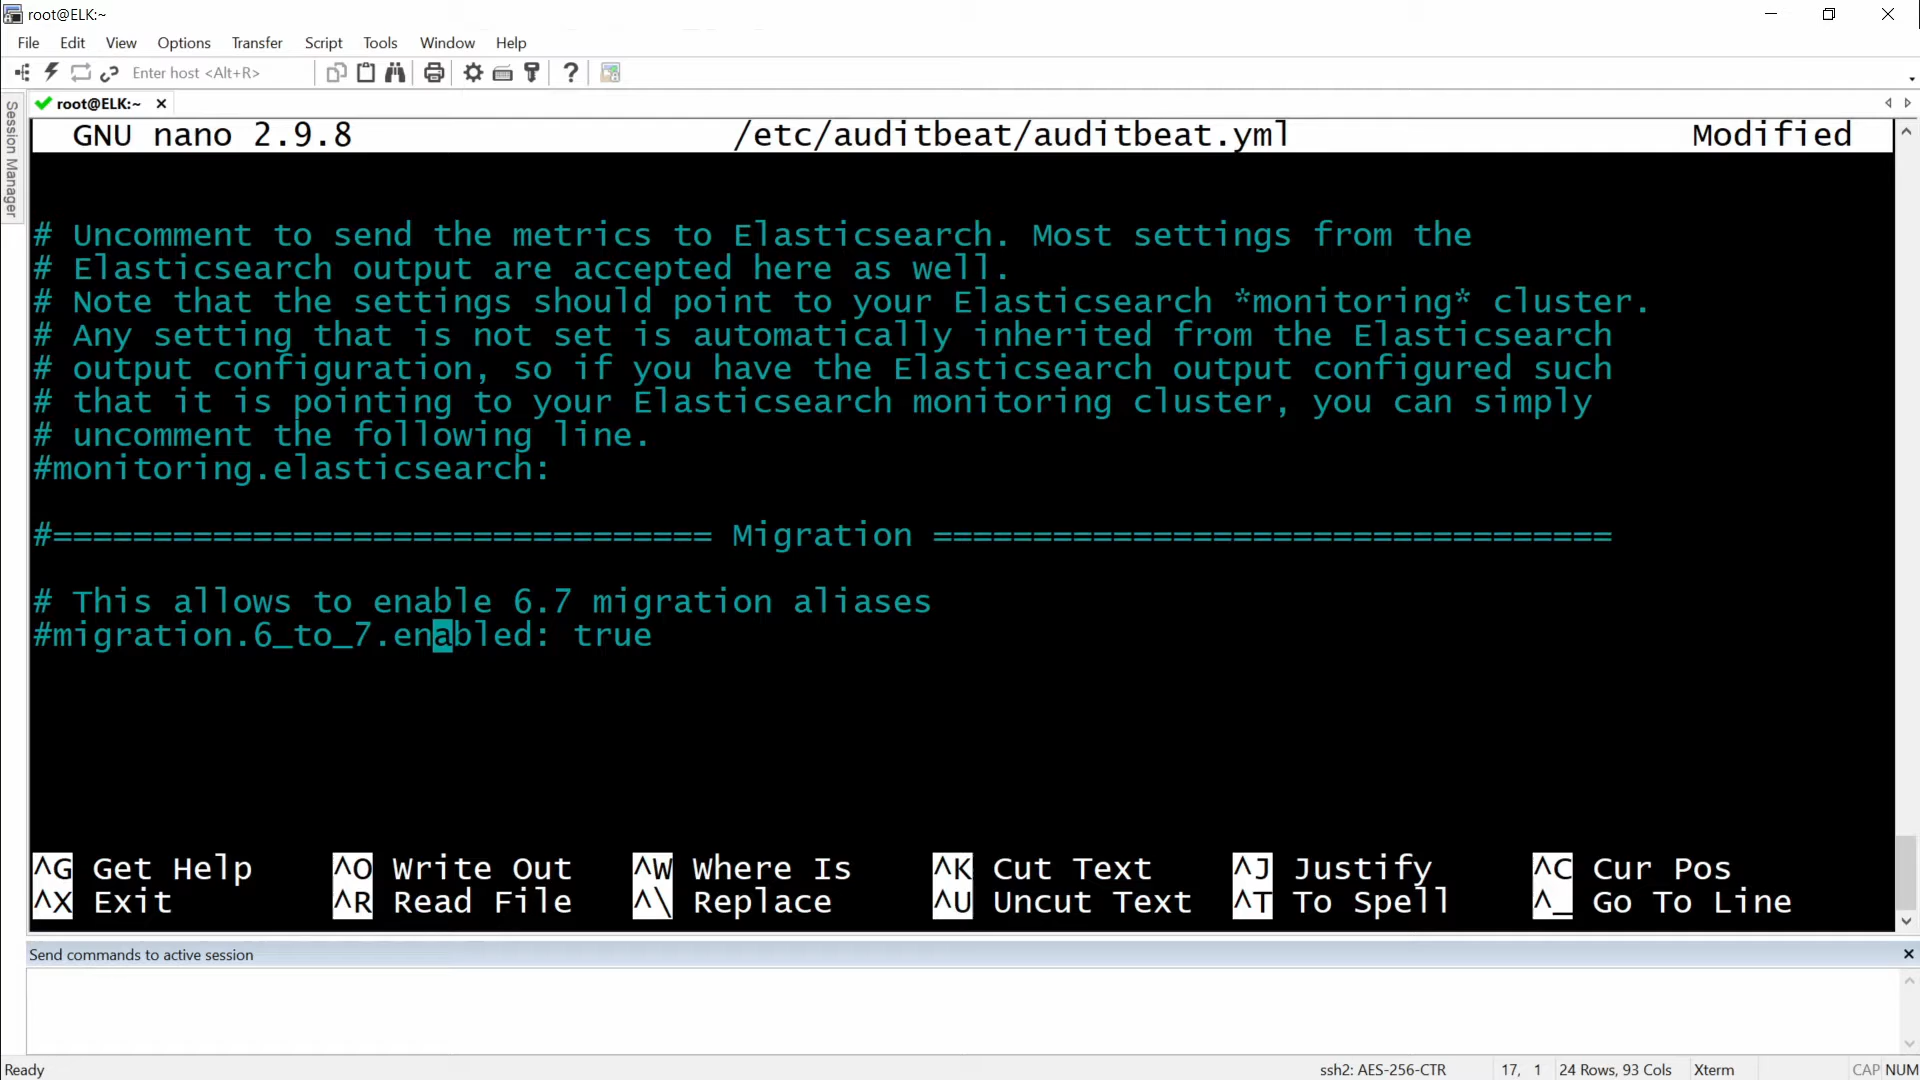 root@ELK:~
File Edit View Options Transfer Script Tools Window Help
Enter host <Alt+R>
Session Manager
root@ELK:~
GNU nano 2.9.8 /etc/auditbeat/auditbeat.yml Modified
# Uncomment to send the metrics to Elasticsearch. Most settings from the
# Elasticsearch output are accepted here as well.
# Note that the settings should point to your Elasticsearch *monitoring* cluster.
# Any setting that is not set is automatically inherited from the Elasticsearch
# output configuration, so if you have the Elasticsearch output configured such
# that it is pointing to your Elasticsearch monitoring cluster, you can simply
# uncomment the following line.
#monitoring.elasticsearch:
#================================= Migration ==================================
# This allows to enable 6.7 migration aliases
#migration.6_to_7.enabled: true
^G Get Help ^O Write Out ^W Where Is ^K Cut Text ^J Justify ^C Cur Pos
^X Exit ^R Read File ^\ Replace ^U Uncut Text ^T To Spell ^_ Go To Line
Send commands to active session
Ready ssh2: AES-256-CTR 17, 1 24 Rows, 93 Cols Xterm CAP NUM